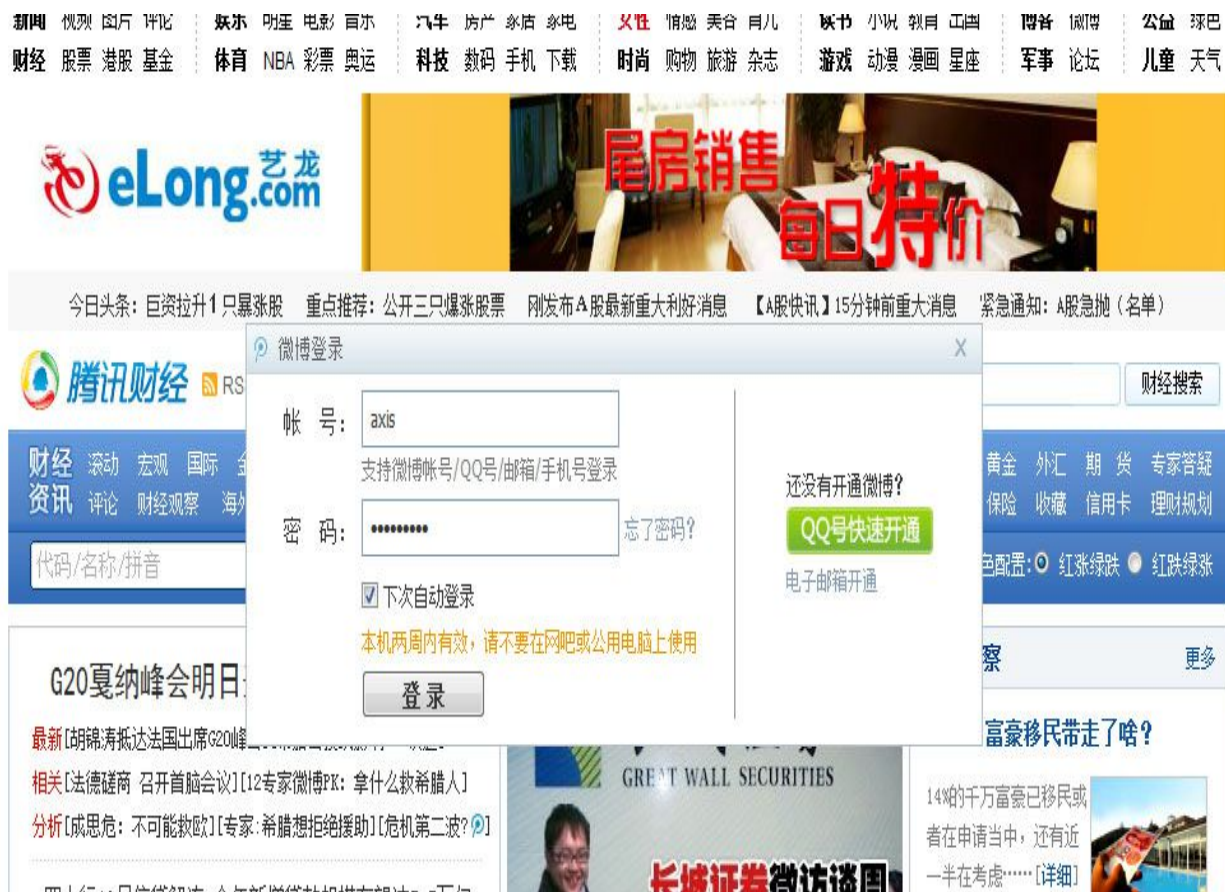 新闻 视频 图片 评论 娱乐 明星 电影 音乐 汽车 房产 家居 家电 女性 情感 美容 育儿 读书 小说 教育 出国 博客 微博 公益 绿色
财经 股票 港股 基金 体育 NBA 彩票 奥运 科技 数码 手机 下载 时尚 购物 旅游 杂志 游戏 动漫 漫画 星座 军事 论坛 儿童 天气
eLong.com 艺龙
尾房销售
每日特价
今日头条：巨资拉升1只暴涨股 重点推荐：公开三只爆涨股票 刚发布A股最新重大利好消息 【A股快讯】15分钟前重大消息 紧急通知：A股急抛（名单）
微博登录 X
腾讯财经 RS
财经搜索
帐 号： axis
支持微博帐号/QQ号/邮箱/手机号登录
密 码： ••••••••• 忘了密码？
下次自动登录
本机两周内有效，请不要在网吧或公用电脑上使用
登录
还没有开通微博？
QQ号快速开通
电子邮箱开通
财经 滚动 宏观 国际
资讯 评论 财经观察 海外
黄金 外汇 期 货 专家答疑
保险 收藏 信用卡 理财规划
代码/名称/拼音
色配置： 红涨绿跌 红跌绿涨
G20戛纳峰会明日
察 更多
最新[胡锦涛抵达法国出席G20峰
相关[法德磋商 召开首脑会议][12专家微博PK：拿什么救希腊人]
分析[成思危：不可能救欧][专家:希腊想拒绝援助][危机第二波？]
GREAT WALL SECURITIES
长城证券微访谈周
富豪移民带走了啥？
14%的千万富豪已移民或
者在申请当中，还有近
一半在考虑……[详细]